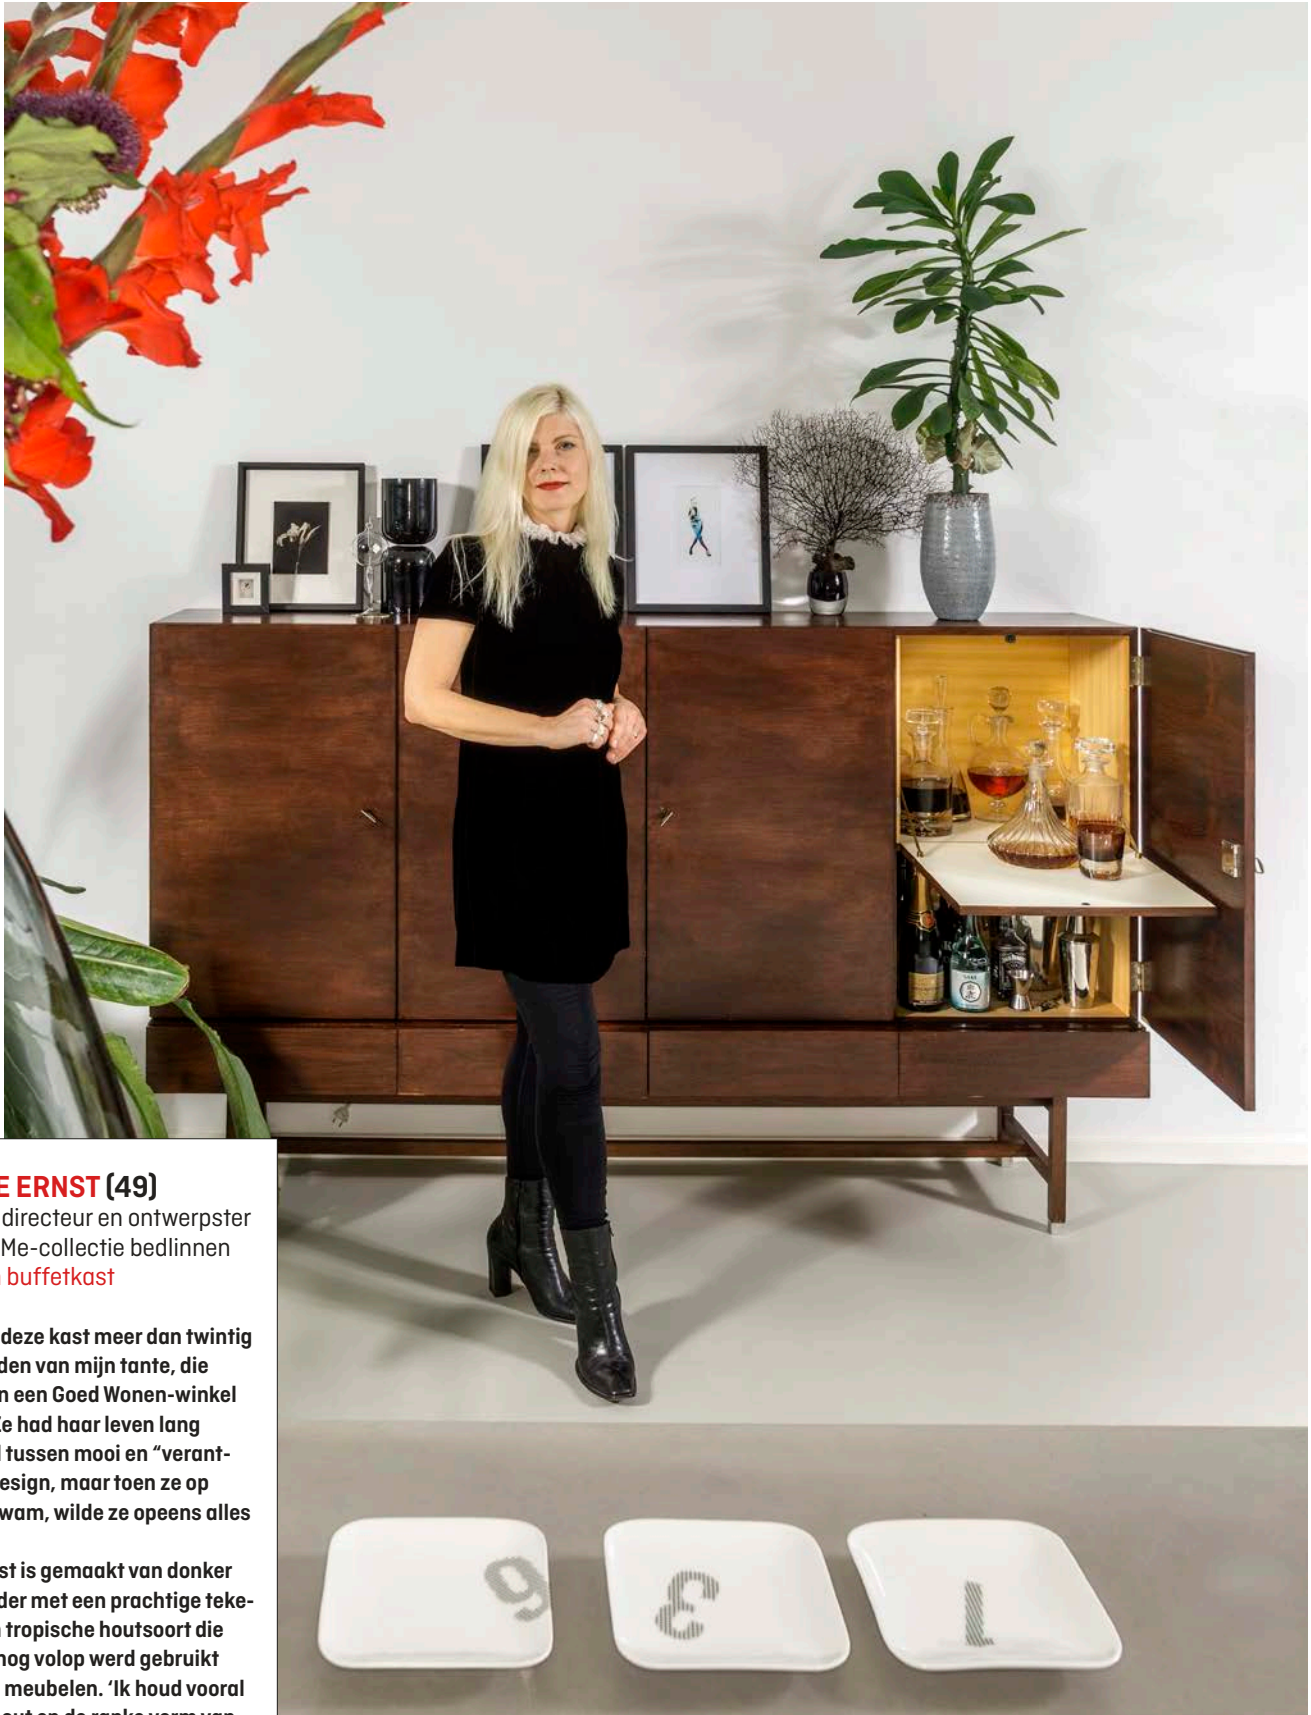 E ERNST (49)
directeur en ontwerpster
Me-collectie bedlinnen
buffetkast
deze kast meer dan twintig
den van mijn tante, die
n een Goed Wonen-winkel
Ze had haar leven lang
tussen mooi en “verant-
esign, maar toen ze op
wam, wilde ze opeens alles
st is gemaakt van donker
der met een prachtige teke-
tropische houtsoort die
nog volop werd gebruikt
meubelen. ‘Ik houd vooral
6 3 1